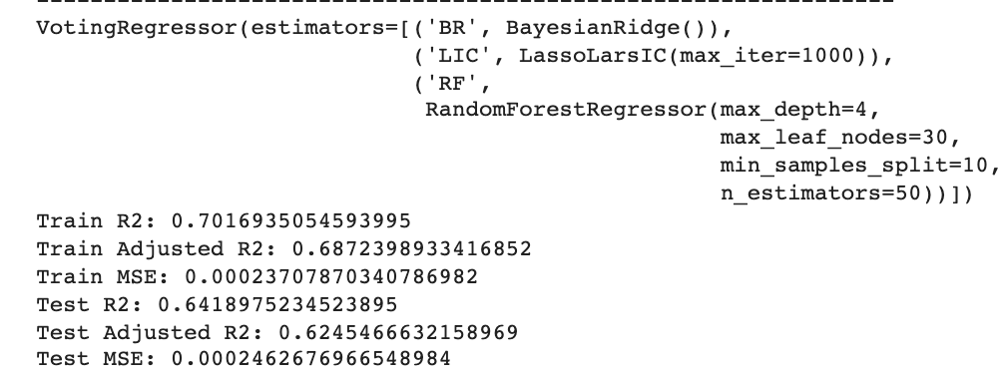 VotingRegressor(estimators=[('BR', BayesianRidge()),
('LIC', LassoLarsIC(max_iter=1000)),
('RF',
RandomForestRegressor(max_depth=4,
max_leaf_nodes=30,
min_samples_split=10,
n_estimators=50))])
Train R2: 0.7016935054593995
Train Adjusted R2: 0.6872398933416852
Train MSE: 0.00023707870340786982
Test R2: 0.6418975234523895
Test Adjusted R2: 0.6245466632158969
Test MSE: 0.0002462676966548984